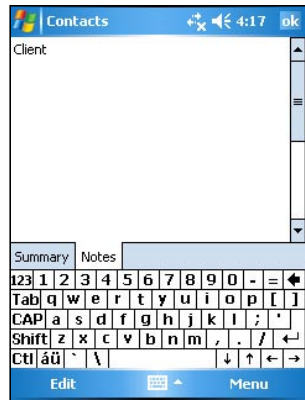 Contacts 4:17 ok
Client
Summary Notes
123 1 2 3 4 5 6 7 8 9 0 - =
Tab q w e r t y u i o p [ ]
CAP a s d f g h j k l ; '
Shift z x c v b n m , . /
Ctl áü ` \
Edit Menu